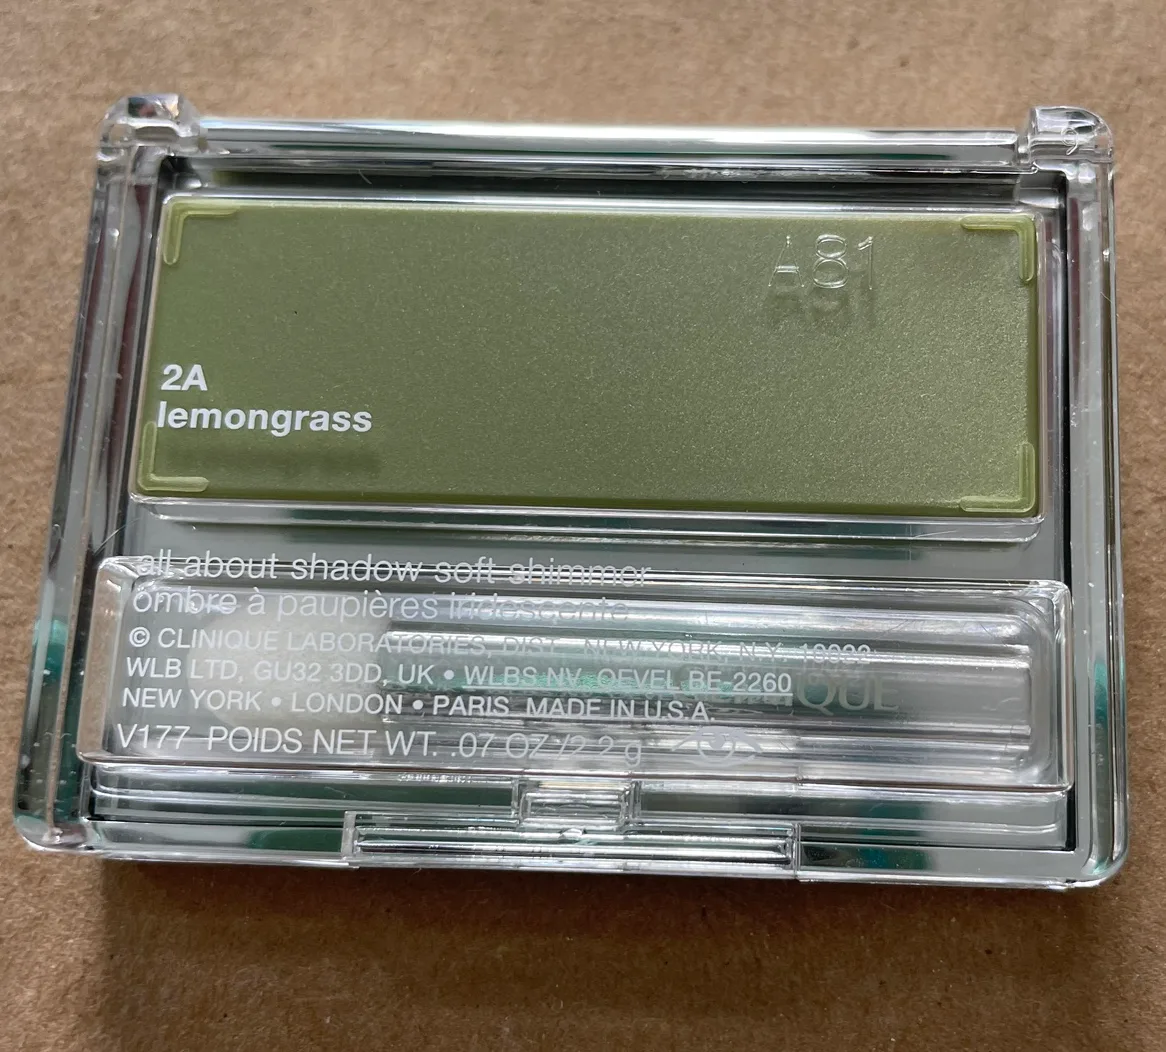 A81
2A
lemongrass
all about shadow soft shimmer
ombre à paupières iridescente
© CLINIQUE LABORATORIES, DIST. NEW YORK, N.Y. 10022
WLB LTD, GU32 3DD, UK • WLBS NV. OEVEL BE-2260
NEW YORK • LONDON • PARIS MADE IN U.S.A.
V177 POIDS NET WT. .07 OZ/2.2 g